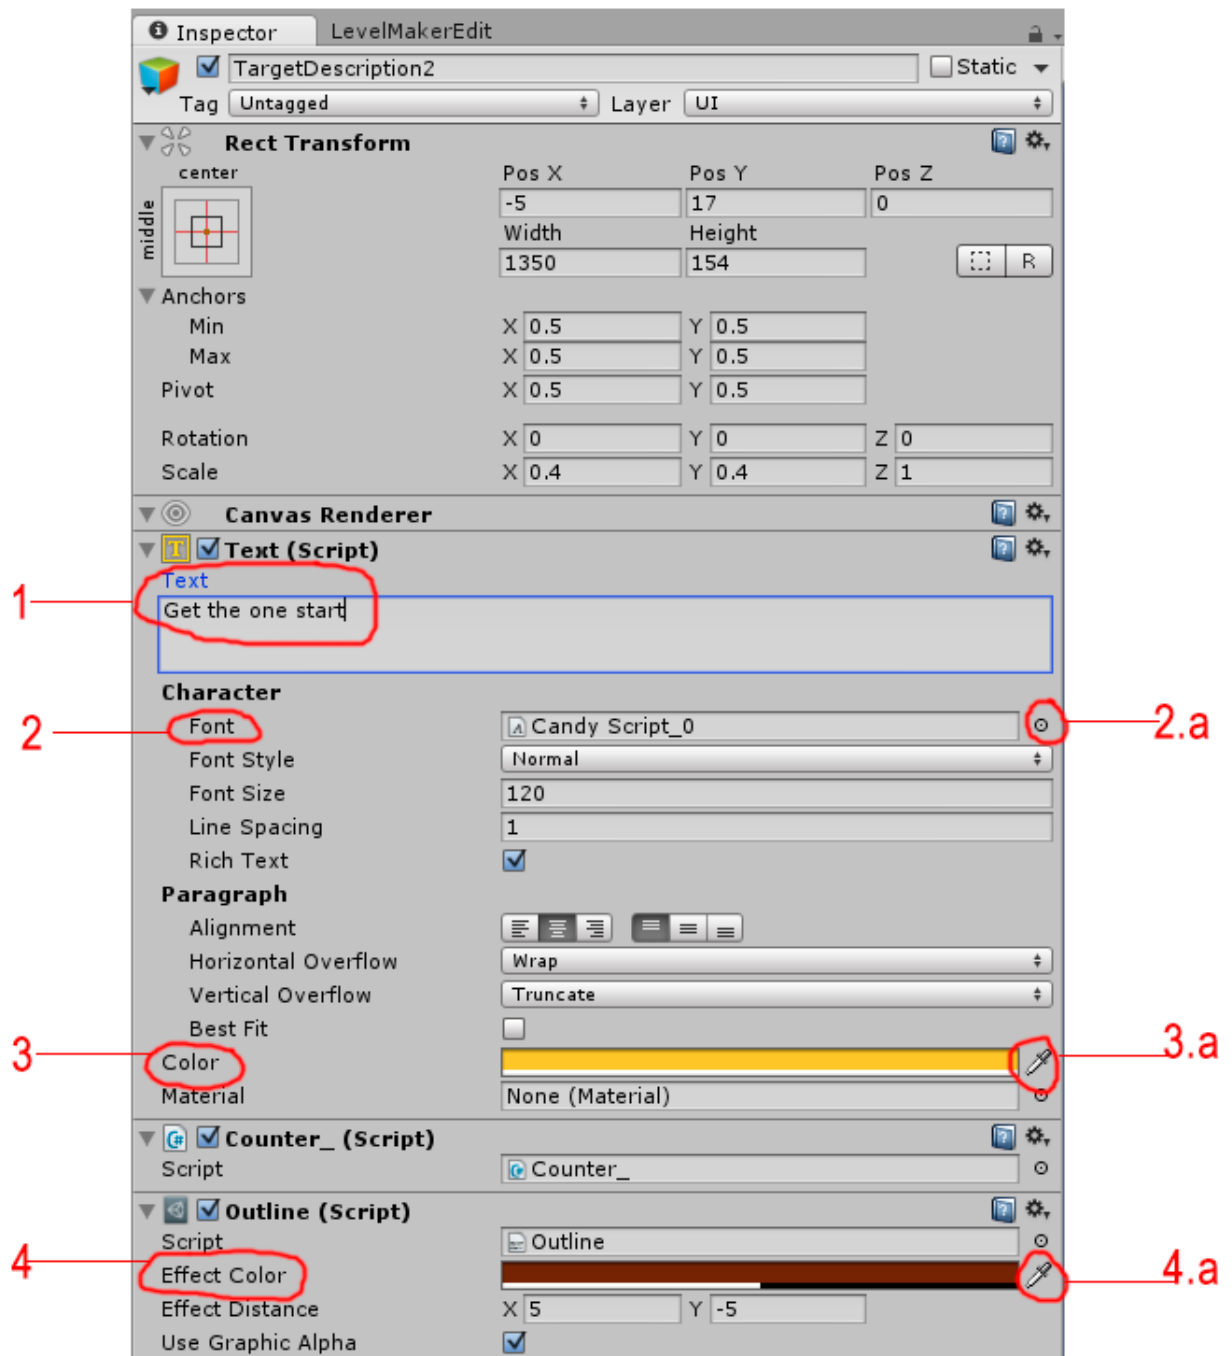 Inspector LevelMakerEdit
TargetDescription2 Static
Tag Untagged Layer UI
Rect Transform
center Pos X Pos Y Pos Z
middle -5 17 0
Width Height
1350 154 R
Anchors
Min X 0.5 Y 0.5
Max X 0.5 Y 0.5
Pivot X 0.5 Y 0.5
Rotation X 0 Y 0 Z 0
Scale X 0.4 Y 0.4 Z 1
Canvas Renderer
Text (Script)
Text
1 Get the one start
Character
2 Font Candy Script_0 2.a
Font Style Normal
Font Size 120
Line Spacing 1
Rich Text
Paragraph
Alignment
Horizontal Overflow Wrap
Vertical Overflow Truncate
Best Fit
3 Color 3.a
Material None (Material)
Counter_ (Script)
Script Counter_
Outline (Script)
Script Outline
4 Effect Color 4.a
Effect Distance X 5 Y -5
Use Graphic Alpha